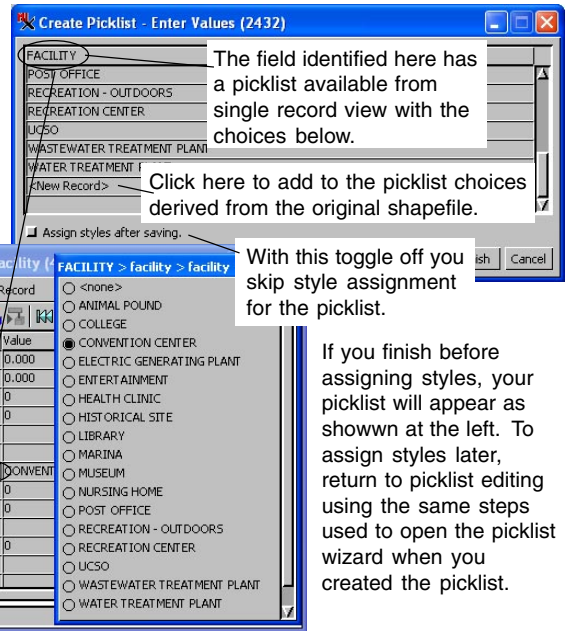 Create Picklist - Enter Values (2432)
FACILITY
POST OFFICE
RECREATION - OUTDOORS
RECREATION CENTER
UCSO
WASTEWATER TREATMENT PLANT
WATER TREATMENT
<New Record>
The field identified here has
a picklist available from
single record view with the
choices below.
Click here to add to the picklist choices
derived from the original shapefile.
Assign styles after saving.
With this toggle off you
skip style assignment
for the picklist.
Cancel
Record
Value
0.000
0.000
0
0
CONVENT
0
0
0
FACILITY > facility > facility
<none>
ANIMAL POUND
COLLEGE
CONVENTION CENTER
ELECTRIC GENERATING PLANT
ENTERTAINMENT
HEALTH CLINIC
HISTORICAL SITE
LIBRARY
MARINA
MUSEUM
NURSING HOME
POST OFFICE
RECREATION - OUTDOORS
RECREATION CENTER
UCSO
WASTEWATER TREATMENT PLANT
WATER TREATMENT PLANT
If you finish before
assigning styles, your
picklist will appear as
showwn at the left. To
assign styles later,
return to picklist editing
using the same steps
used to open the picklist
wizard when you
created the picklist.